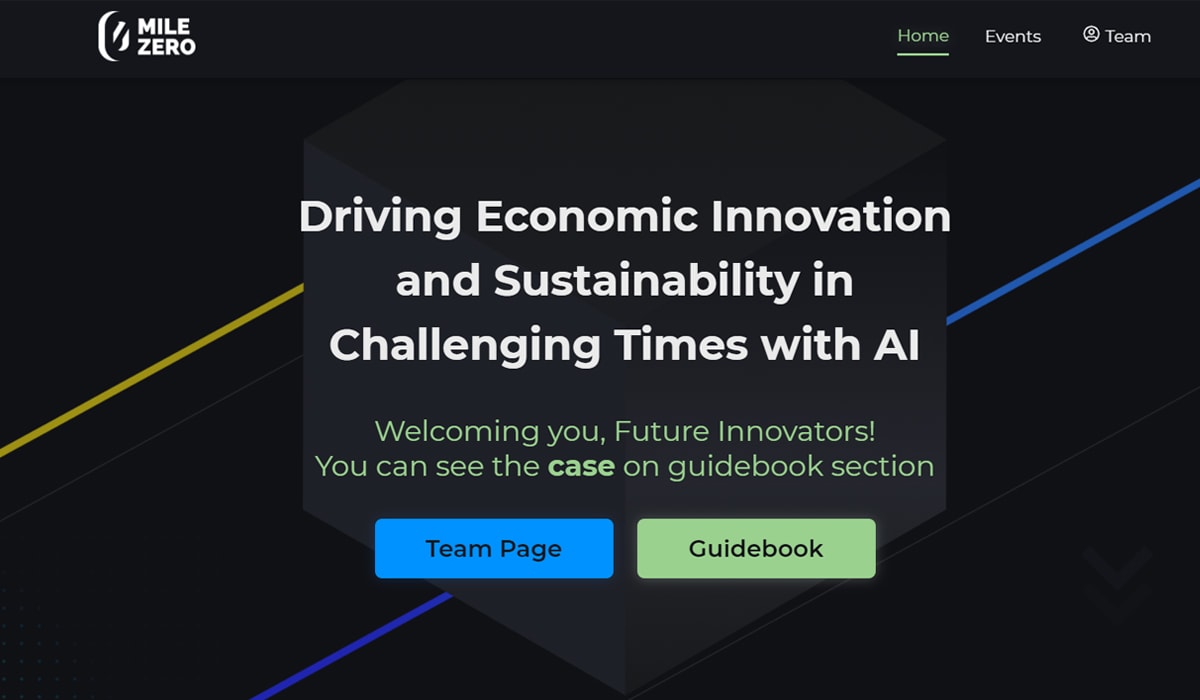 MILE
ZERO
Home Events Team
Driving Economic Innovation
and Sustainability in
Challenging Times with AI
Welcoming you, Future Innovators!
You can see the case on guidebook section
Team Page Guidebook